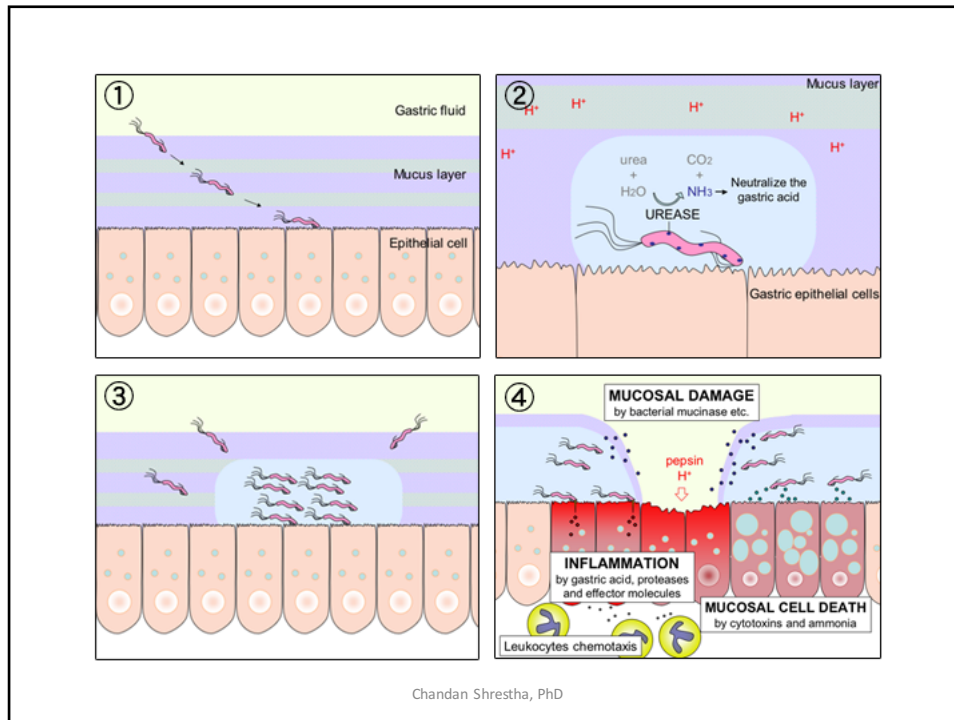 ①
Gastric fluid
Mucus layer
Epithelial cell
②
Mucus layer
H⁺
H⁺
H⁺
H⁺
H⁺
H⁺
urea
+
H₂O
CO₂
+
NH₃
Neutralize the
gastric acid
UREASE
Gastric epithelial cells
③
④
MUCOSAL DAMAGE
by bacterial mucinase etc.
pepsin
H⁺
INFLAMMATION
by gastric acid, proteases
and effector molecules
MUCOSAL CELL DEATH
by cytotoxins and ammonia
Leukocytes chemotaxis
Chandan Shrestha, PhD